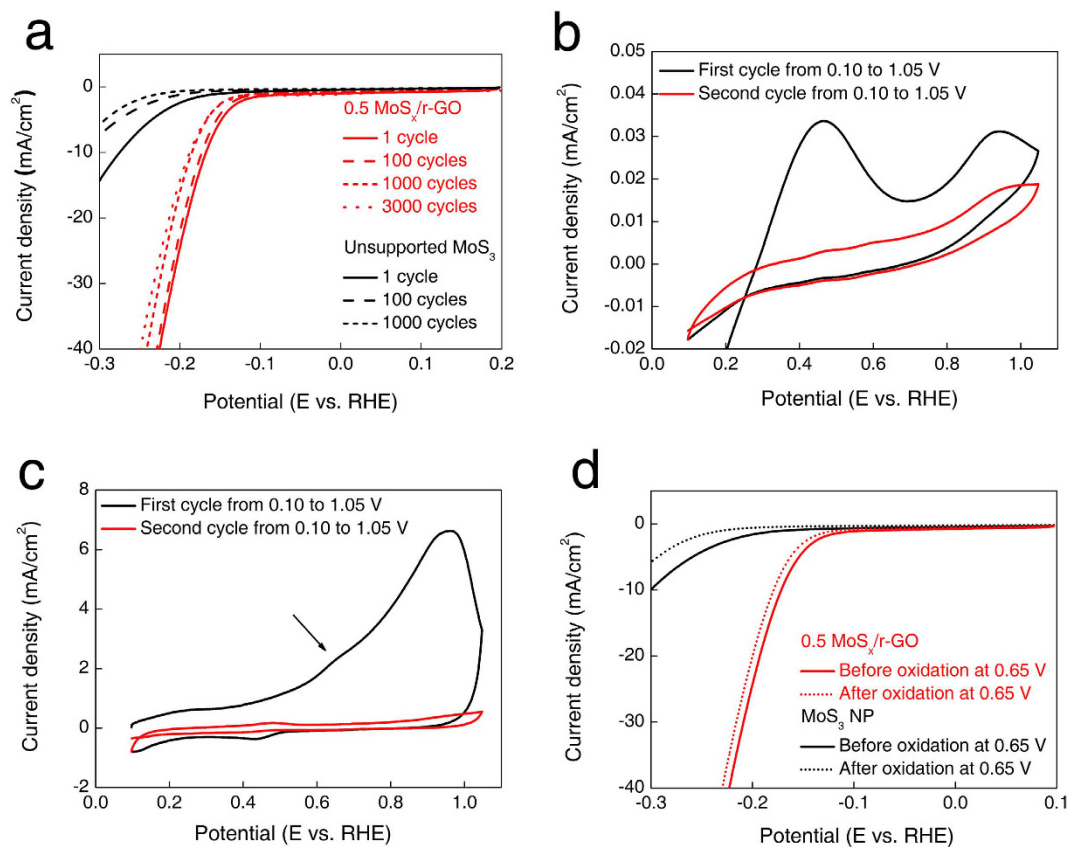 a
0
-10
-20
-30
-40
-0.3
-0.2
-0.1
0.0
0.1
0.2
Current density (mA/cm²)
Potential (E vs. RHE)
0.5 MoSₓ/r-GO
1 cycle
100 cycles
1000 cycles
3000 cycles
Unsupported MoS₃
1 cycle
100 cycles
1000 cycles
b
0.05
0.04
0.03
0.02
0.01
0.00
-0.01
-0.02
0.0
0.2
0.4
0.6
0.8
1.0
Current density (mA/cm²)
Potential (E vs. RHE)
First cycle from 0.10 to 1.05 V
Second cycle from 0.10 to 1.05 V
c
8
6
4
2
0
-2
0.0
0.2
0.4
0.6
0.8
1.0
Current density (mA/cm²)
Potential (E vs. RHE)
First cycle from 0.10 to 1.05 V
Second cycle from 0.10 to 1.05 V
d
0
-10
-20
-30
-40
-0.3
-0.2
-0.1
0.0
0.1
Current density (mA/cm²)
Potential (E vs. RHE)
0.5 MoSₓ/r-GO
Before oxidation at 0.65 V
After oxidation at 0.65 V
MoS₃ NP
Before oxidation at 0.65 V
After oxidation at 0.65 V